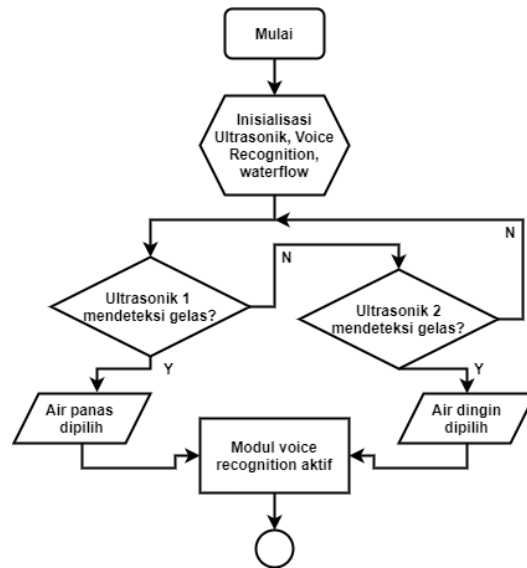 Mulai
Inisialisasi
Ultrasonik, Voice
Recognition,
waterflow
N
N
Ultrasonik 1
mendeteksi gelas?
Ultrasonik 2
mendeteksi gelas?
Y
Y
Air panas
dipilih
Air dingin
dipilih
Modul voice
recognition aktif